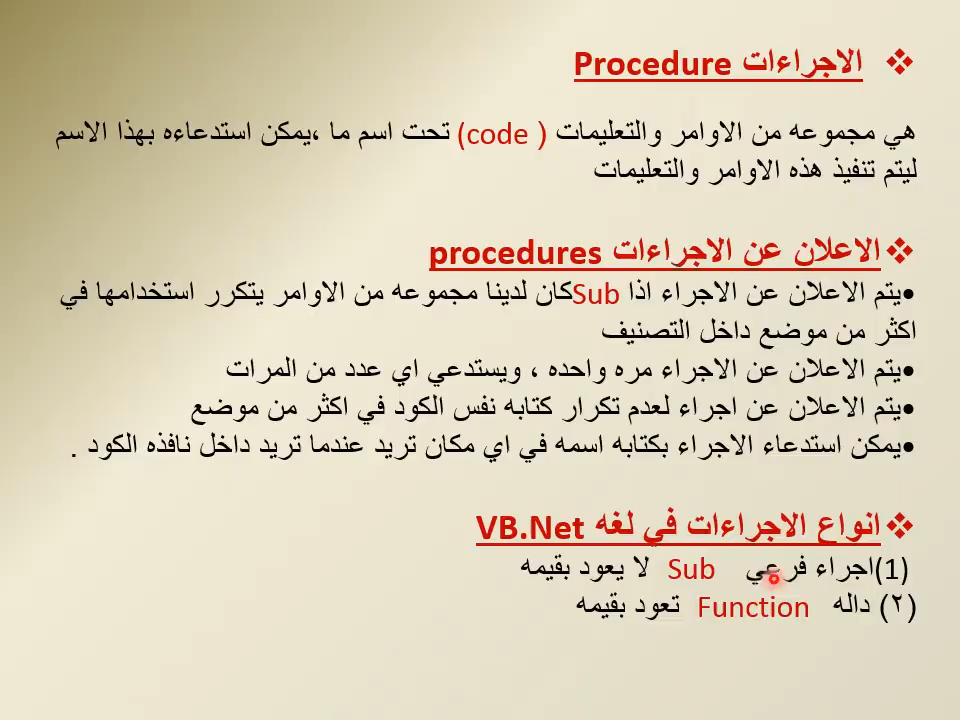 ❖ الاجراءات Procedure
هي مجموعه من الاوامر والتعليمات ( code) تحت اسم ما ،يمكن استدعاءه بهذا الاسم
ليتم تنفيذ هذه الاوامر والتعليمات
❖الاعلان عن الاجراءات procedures
•يتم الاعلان عن الاجراء اذا Subكان لدينا مجموعه من الاوامر يتكرر استخدامها في
اكثر من موضع داخل التصنيف
•يتم الاعلان عن الاجراء مره واحده ، ويستدعي اي عدد من المرات
•يتم الاعلان عن اجراء لعدم تكرار كتابه نفس الكود في اكثر من موضع
•يمكن استدعاء الاجراء بكتابه اسمه في اي مكان تريد عندما تريد داخل نافذه الكود .
❖انواع الاجراءات في لغه VB.Net
(1)اجراء فرعي Sub لا يعود بقيمه
(٢) داله Function تعود بقيمه